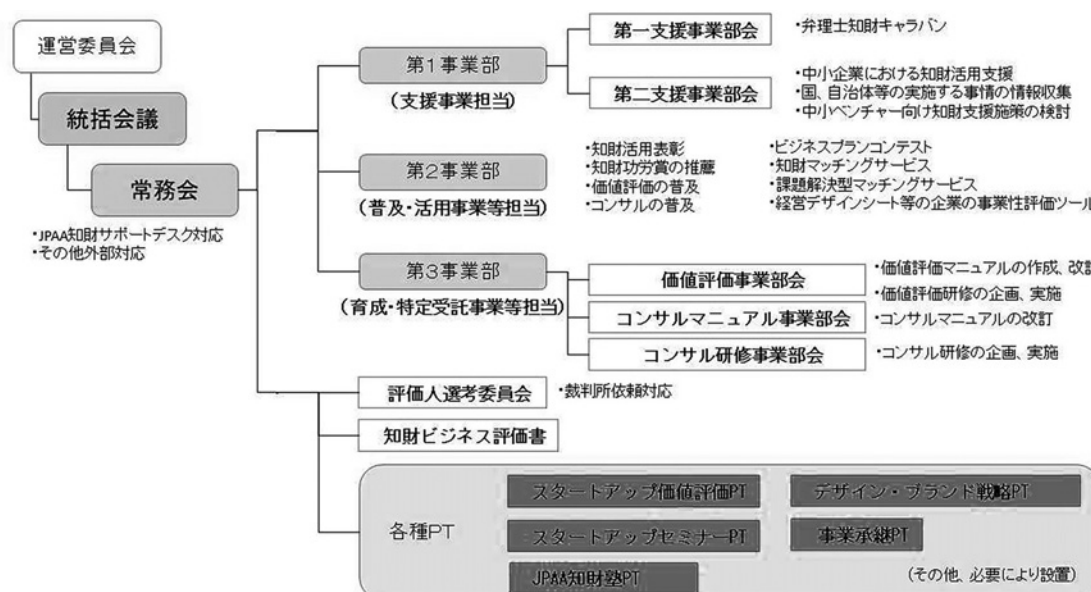 運営委員会
統括会議
常務会
・JPAA知財サポートデスク対応
・その他外部対応
第１事業部
(支援事業担当)
第一支援事業部会
・弁理士知財キャラバン
第二支援事業部会
・中小企業における知財活用支援
・国、自治体等の実施する事情の情報収集
・中小ベンチャー向け知財支援施策の検討
第２事業部
(普及・活用事業等担当)
・知財活用表彰
・知財功労賞の推薦
・価値評価の普及
・コンサルの普及
・ビジネスプランコンテスト
・知財マッチングサービス
・課題解決型マッチングサービス
・経営デザインシート等の企業の事業性評価ツール
第３事業部
(育成・特定受託事業等担当)
価値評価事業部会
・価値評価マニュアルの作成、改訂
・価値評価研修の企画、実施
コンサルマニュアル事業部会
・コンサルマニュアルの改訂
コンサル研修事業部会
・コンサル研修の企画、実施
評価人選考委員会
・裁判所依頼対応
知財ビジネス評価書
各種PT
スタートアップ価値評価PT
デザイン・ブランド戦略PT
スタートアップセミナーPT
事業承継PT
JPAA知財塾PT
(その他、必要により設置)